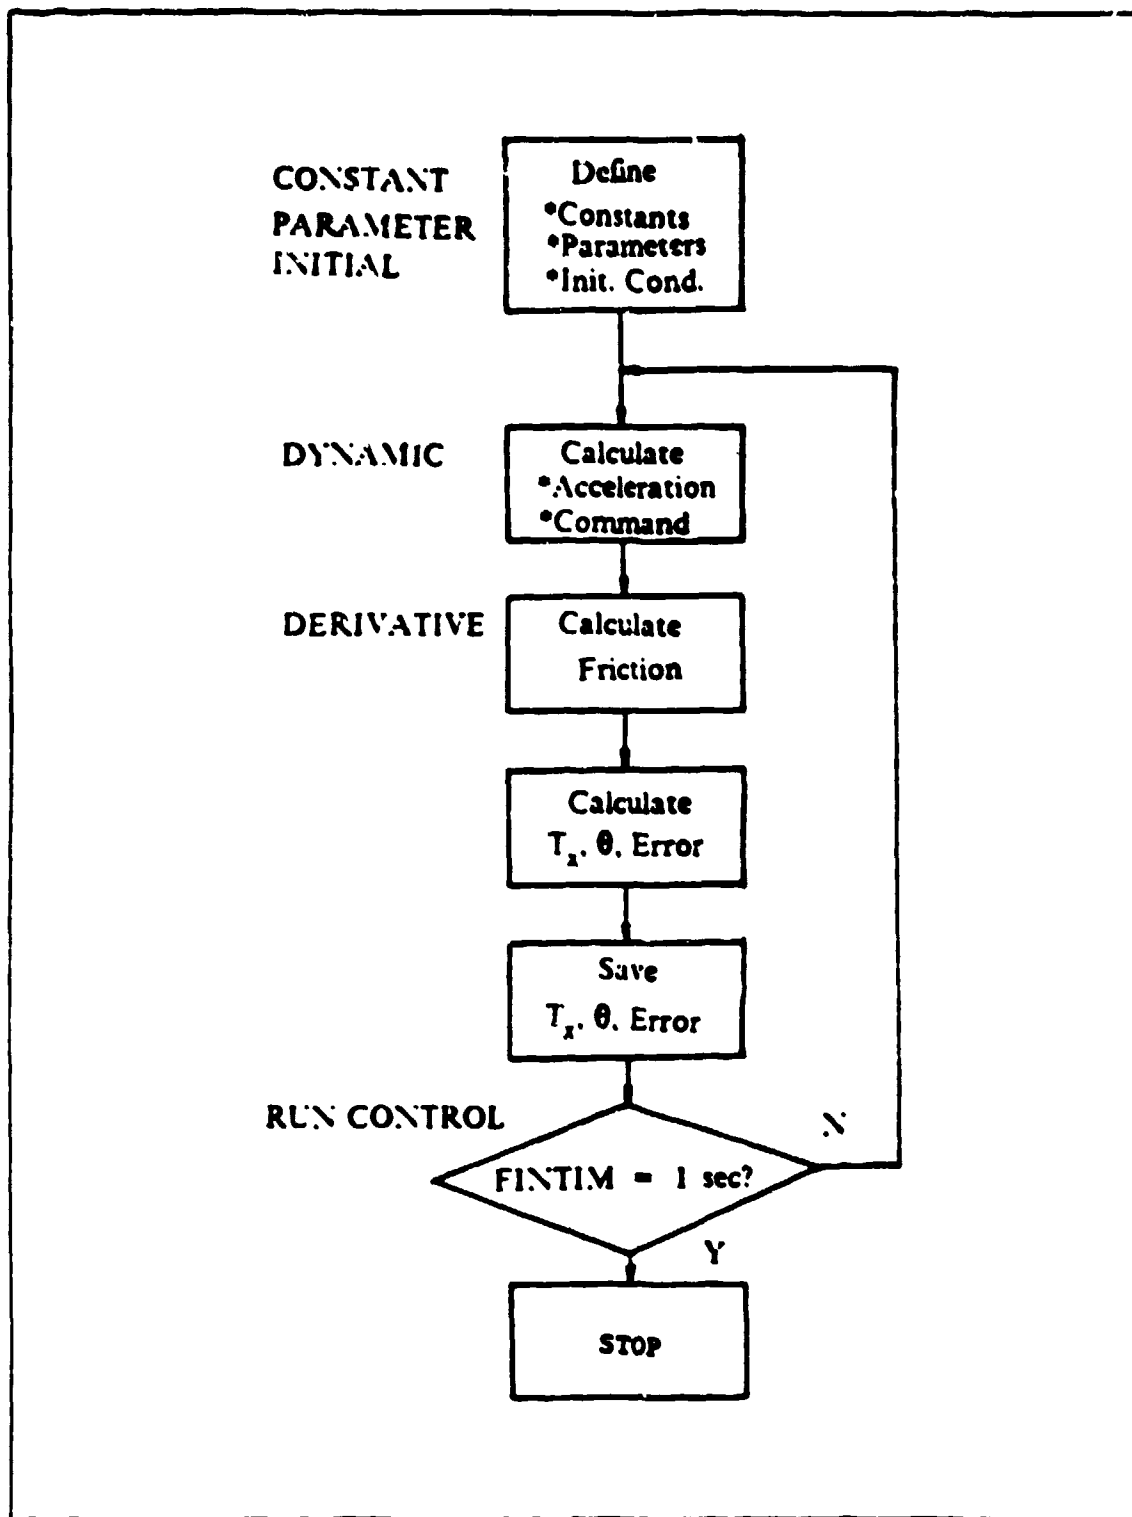 CONSTANT
PARAMETER
INITIAL
Define
*Constants
*Parameters
*Init. Cond.
DYNAMIC
Calculate
*Acceleration
*Command
DERIVATIVE
Calculate
Friction
Calculate
Tₓ, θ, Error
Save
Tₓ, θ, Error
RUN CONTROL
FINTIM = 1 sec?
N
Y
STOP